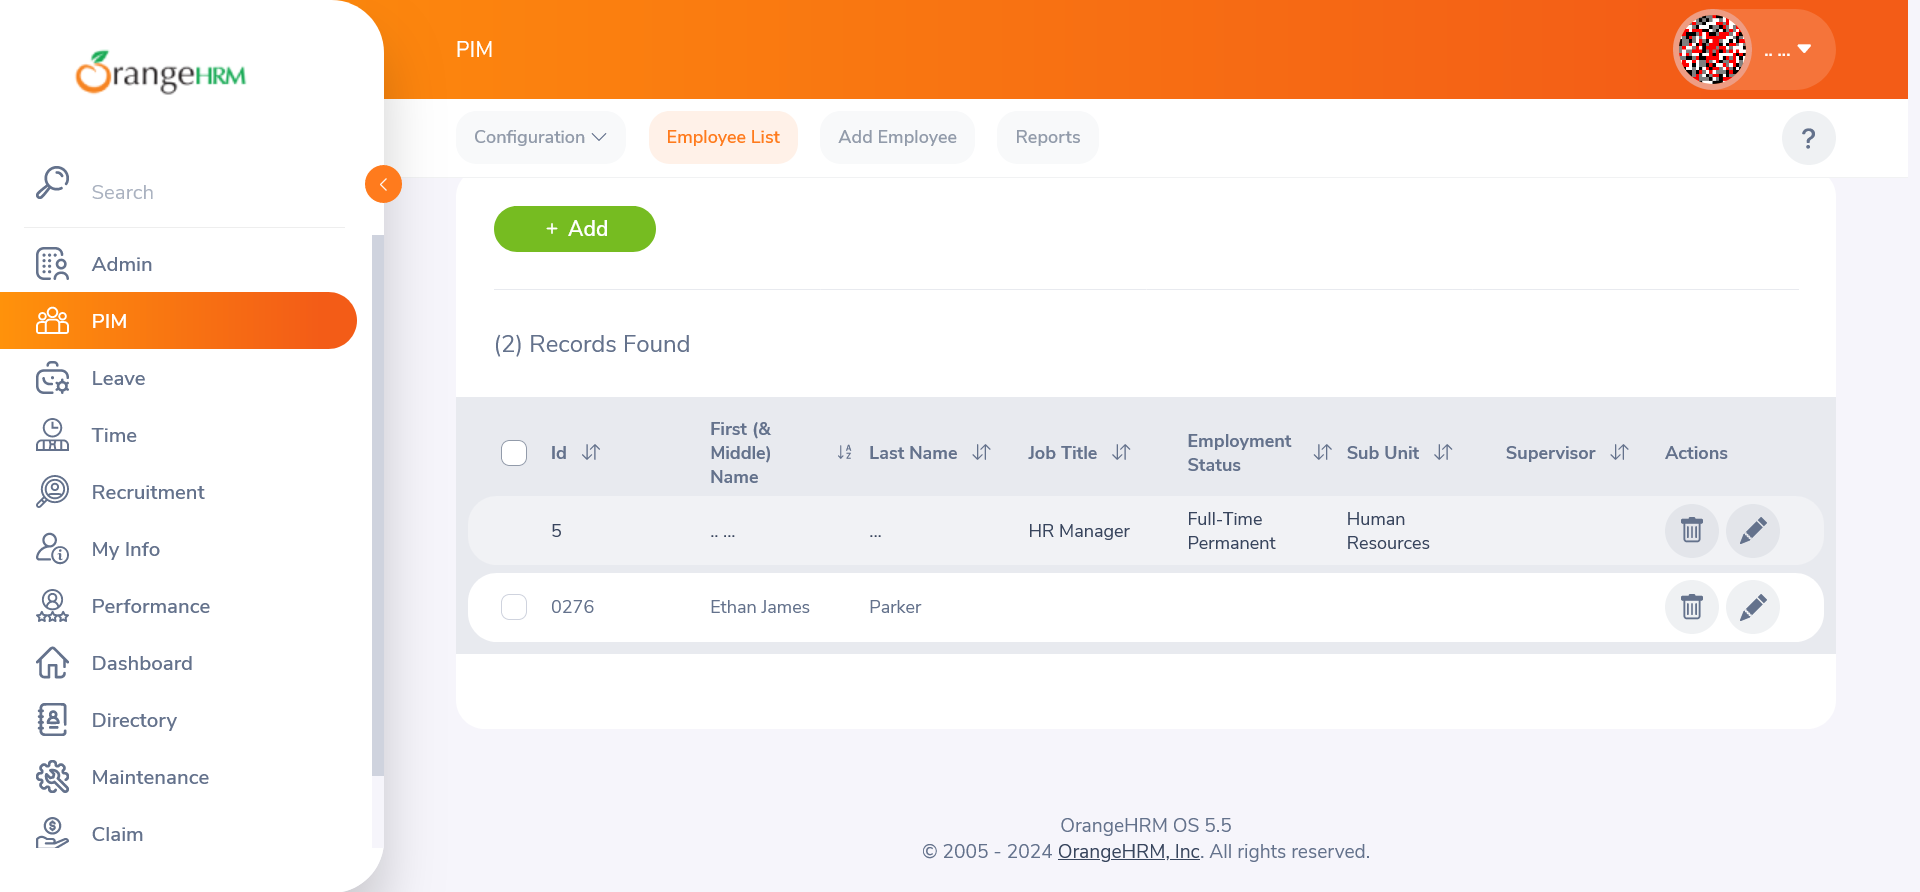 OrangeHRM
PIM
.. ...
Configuration
Employee List
Add Employee
Reports
?
Search
Admin
PIM
Leave
Time
Recruitment
My Info
Performance
Dashboard
Directory
Maintenance
Claim
+ Add
(2) Records Found
Id
First (& Middle) Name
Last Name
Job Title
Employment Status
Sub Unit
Supervisor
Actions
5
.. ...
...
HR Manager
Full-Time Permanent
Human Resources
0276
Ethan James
Parker
OrangeHRM OS 5.5
© 2005 - 2024 OrangeHRM, Inc. All rights reserved.